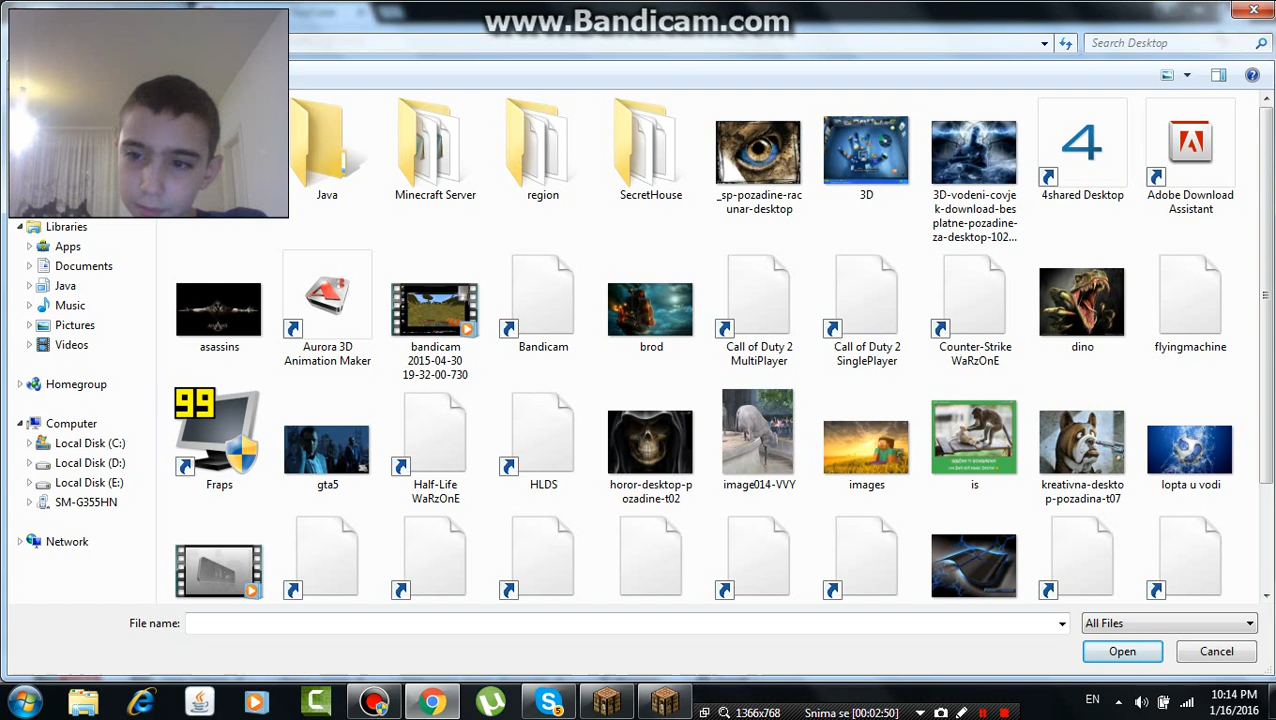 www.Bandicam.com
Search Desktop
Java
Minecraft Server
region
SecretHouse
_sp-pozadine-rac
unar-desktop
3D
3D-vodeni-covje
k-download-bes
platne-pozadine-
za-desktop-102...
4shared Desktop
Adobe Download
Assistant
Libraries
Apps
Documents
Java
Music
Pictures
Videos
Homegroup
Computer
Local Disk (C:)
Local Disk (D:)
Local Disk (E:)
SM-G355HN
Network
asassins
Aurora 3D
Animation Maker
bandicam
2015-04-30
19-32-00-730
Bandicam
brod
Call of Duty 2
MultiPlayer
Call of Duty 2
SinglePlayer
Counter-Strike
WaRzOnE
dino
flyingmachine
99
Fraps
gta5
Half-Life
WaRzOnE
HLDS
horor-desktop-p
ozadine-t02
image014-VVY
images
is
kreativna-deskto
p-pozadina-t07
lopta u vodi
File name:
All Files
Open
Cancel
EN
10:14 PM
1/16/2016
1366x768
Snima se [00:02:50]